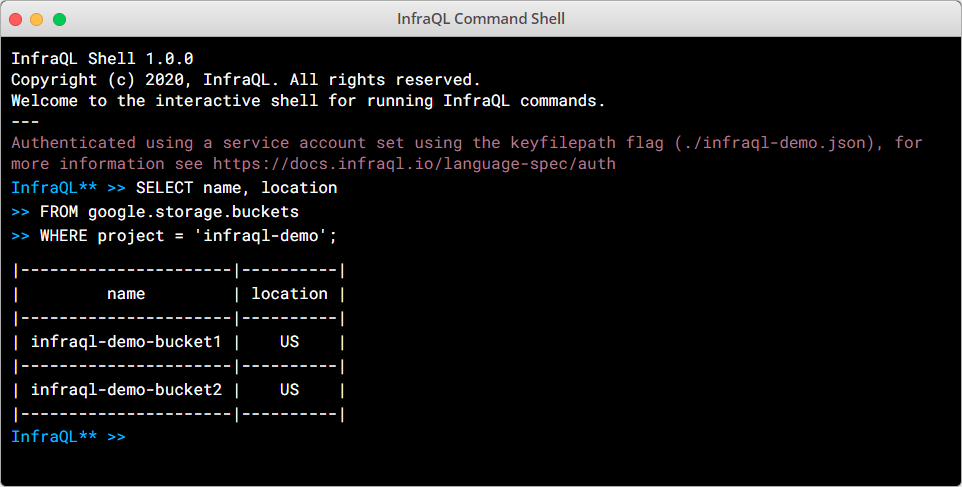 InfraQL Command Shell
InfraQL Shell 1.0.0
Copyright (c) 2020, InfraQL. All rights reserved.
Welcome to the interactive shell for running InfraQL commands.
---
Authenticated using a service account set using the keyfilepath flag (./infraql-demo.json), for
more information see https://docs.infraql.io/language-spec/auth
InfraQL** >> SELECT name, location
>> FROM google.storage.buckets
>> WHERE project = 'infraql-demo';
|----------------------|----------|
|         name         | location |
|----------------------|----------|
| infraql-demo-bucket1 |    US    |
|----------------------|----------|
| infraql-demo-bucket2 |    US    |
|----------------------|----------|
InfraQL** >>